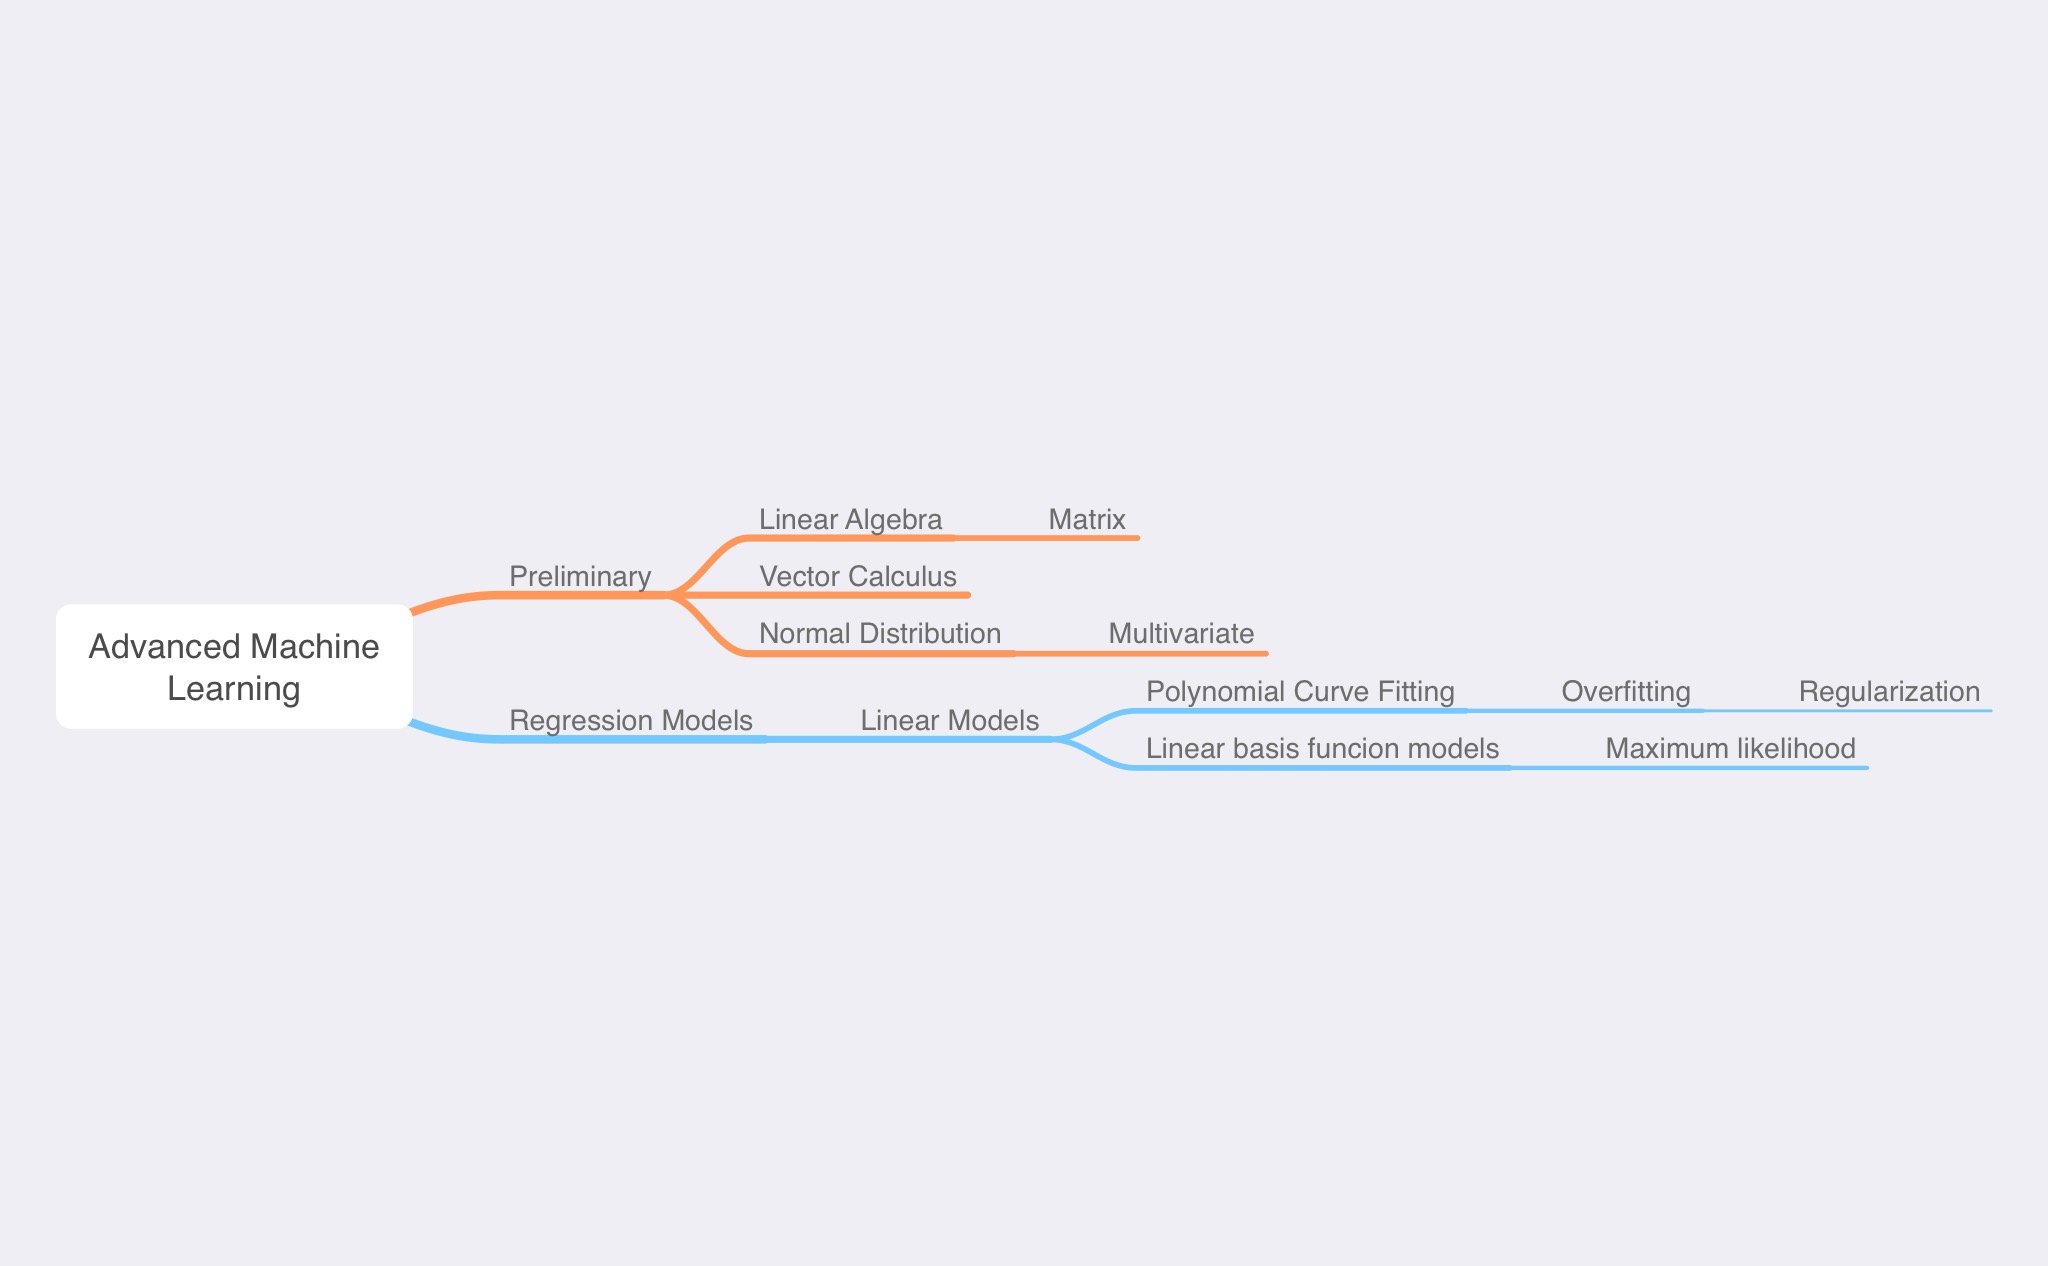 Advanced Machine
Learning
Preliminary
Linear Algebra
Matrix
Vector Calculus
Normal Distribution
Multivariate
Regression Models
Linear Models
Polynomial Curve Fitting
Overfitting
Regularization
Linear basis funcion models
Maximum likelihood